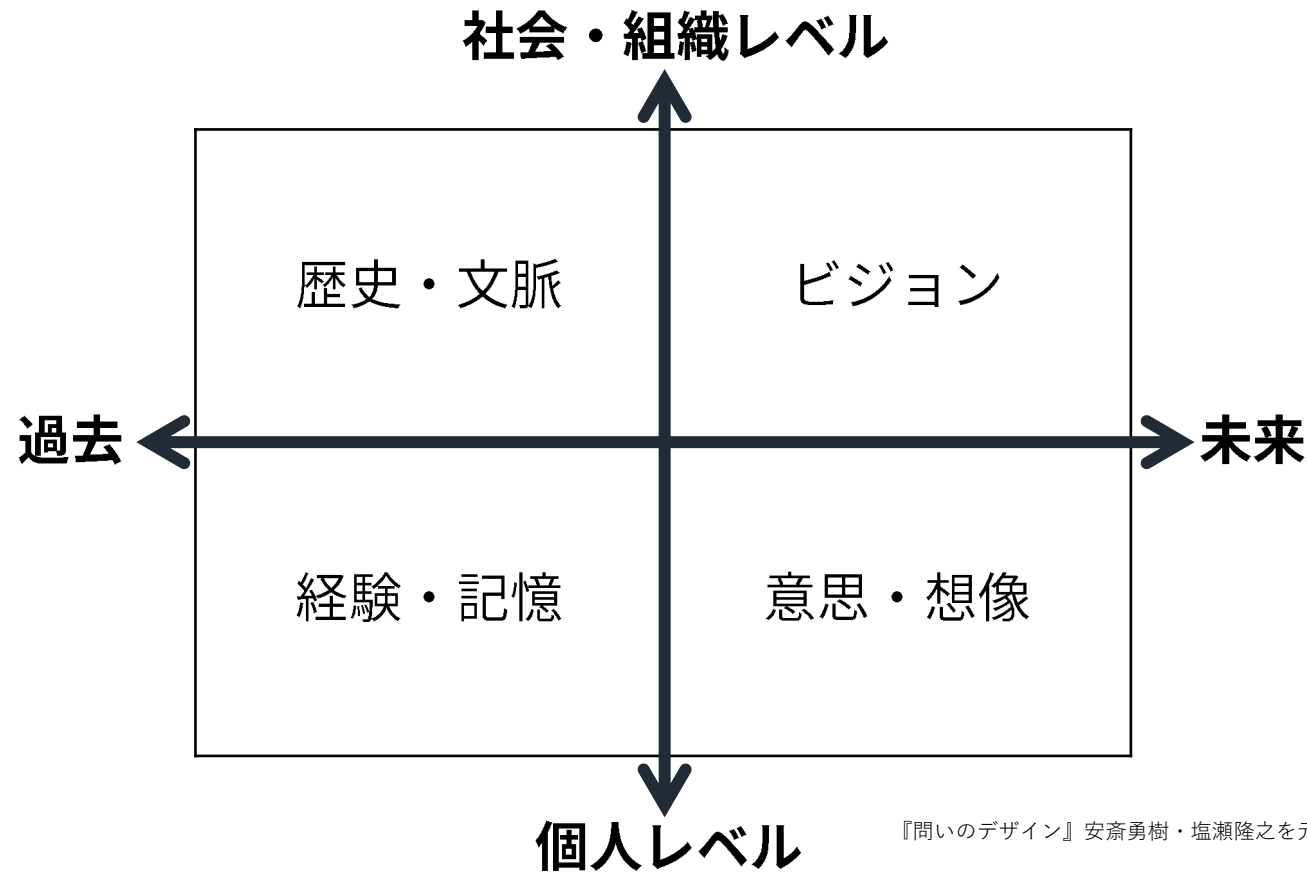 社会・組織レベル
歴史・文脈
ビジョン
過去
未来
経験・記憶
意思・想像
個人レベル
『問いのデザイン』安斎勇樹・塩瀬隆之を元